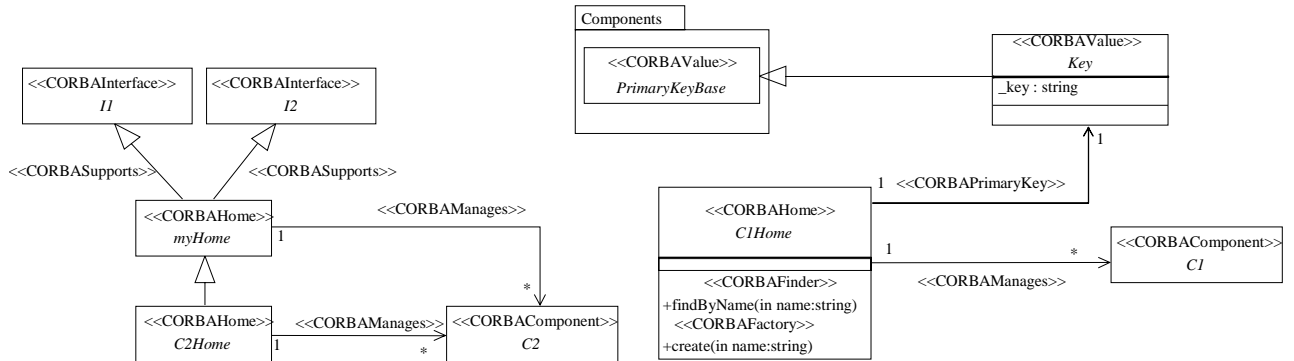 <<CORBAInterface>>
I1
<<CORBAInterface>>
I2
<<CORBASupports>>
<<CORBASupports>>
<<CORBAHome>
myHome
1
<<CORBAManages>>
*
<<CORBAHome>
C2Home
1
<<CORBAManages>>
*
<<CORBAComponent>>
C2
Components
<<CORBAValue>>
PrimaryKeyBase
<<CORBAValue>>
Key
_key : string
1
1
<<CORBAPrimaryKey>>
<<CORBAHome>>
C1Home
<<CORBAFinder>>
+findByName(in name:string)
<<CORBAFactory>>
+create(in name:string)
1
*
<<CORBAManages>>
<<CORBAComponent>>
C1